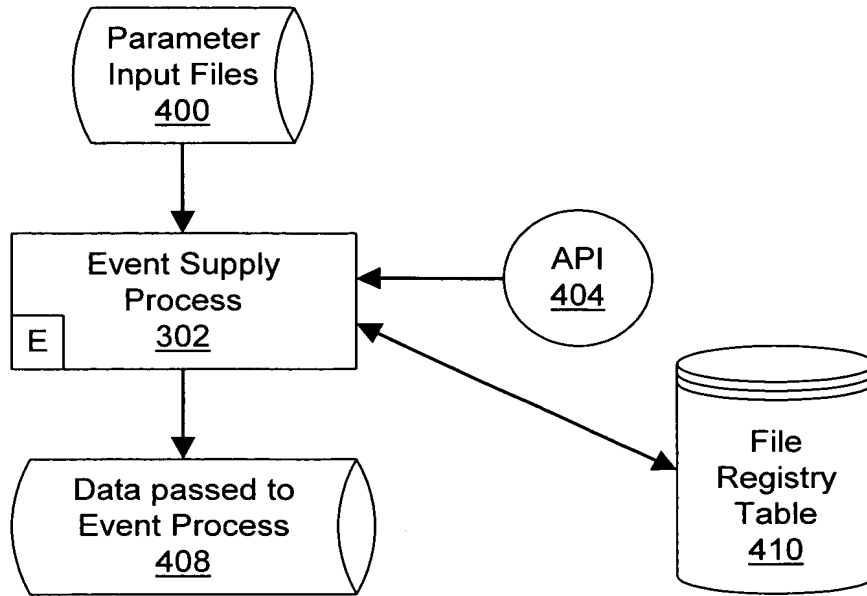 Parameter
Input Files
400
Event Supply
Process
302
E
API
404
File
Registry
Table
410
Data passed to
Event Process
408